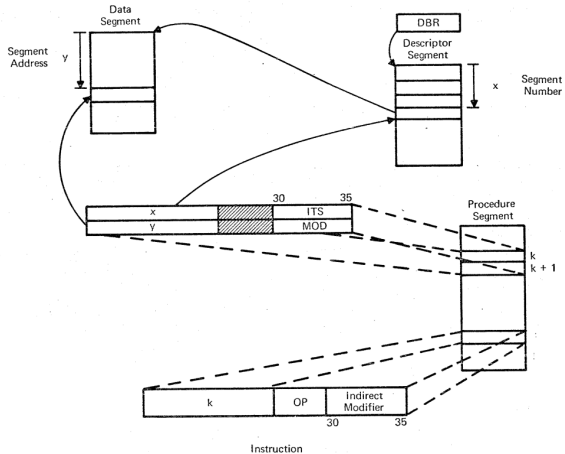 Data
Segment
DBR
Descriptor
Segment
Segment
Address
y
x
Segment
Number
30
35
x
ITS
y
MOD
Procedure
Segment
k
k + 1
k
OP
Indirect
Modifier
30
35
Instruction